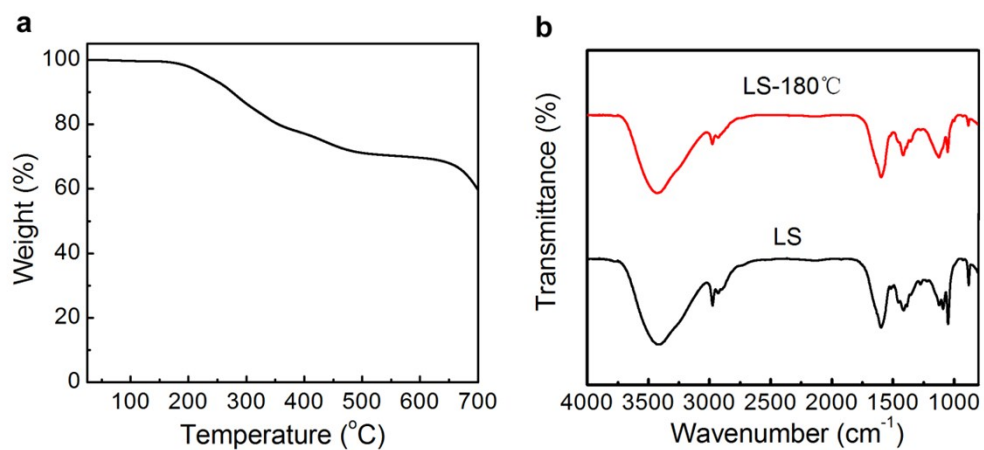 a
100
80
60
40
20
0
Weight (%)
100 200 300 400 500 600 700
Temperature (°C)
b
LS-180℃
LS
Transmittance (%)
4000 3500 3000 2500 2000 1500 1000
Wavenumber (cm⁻¹)